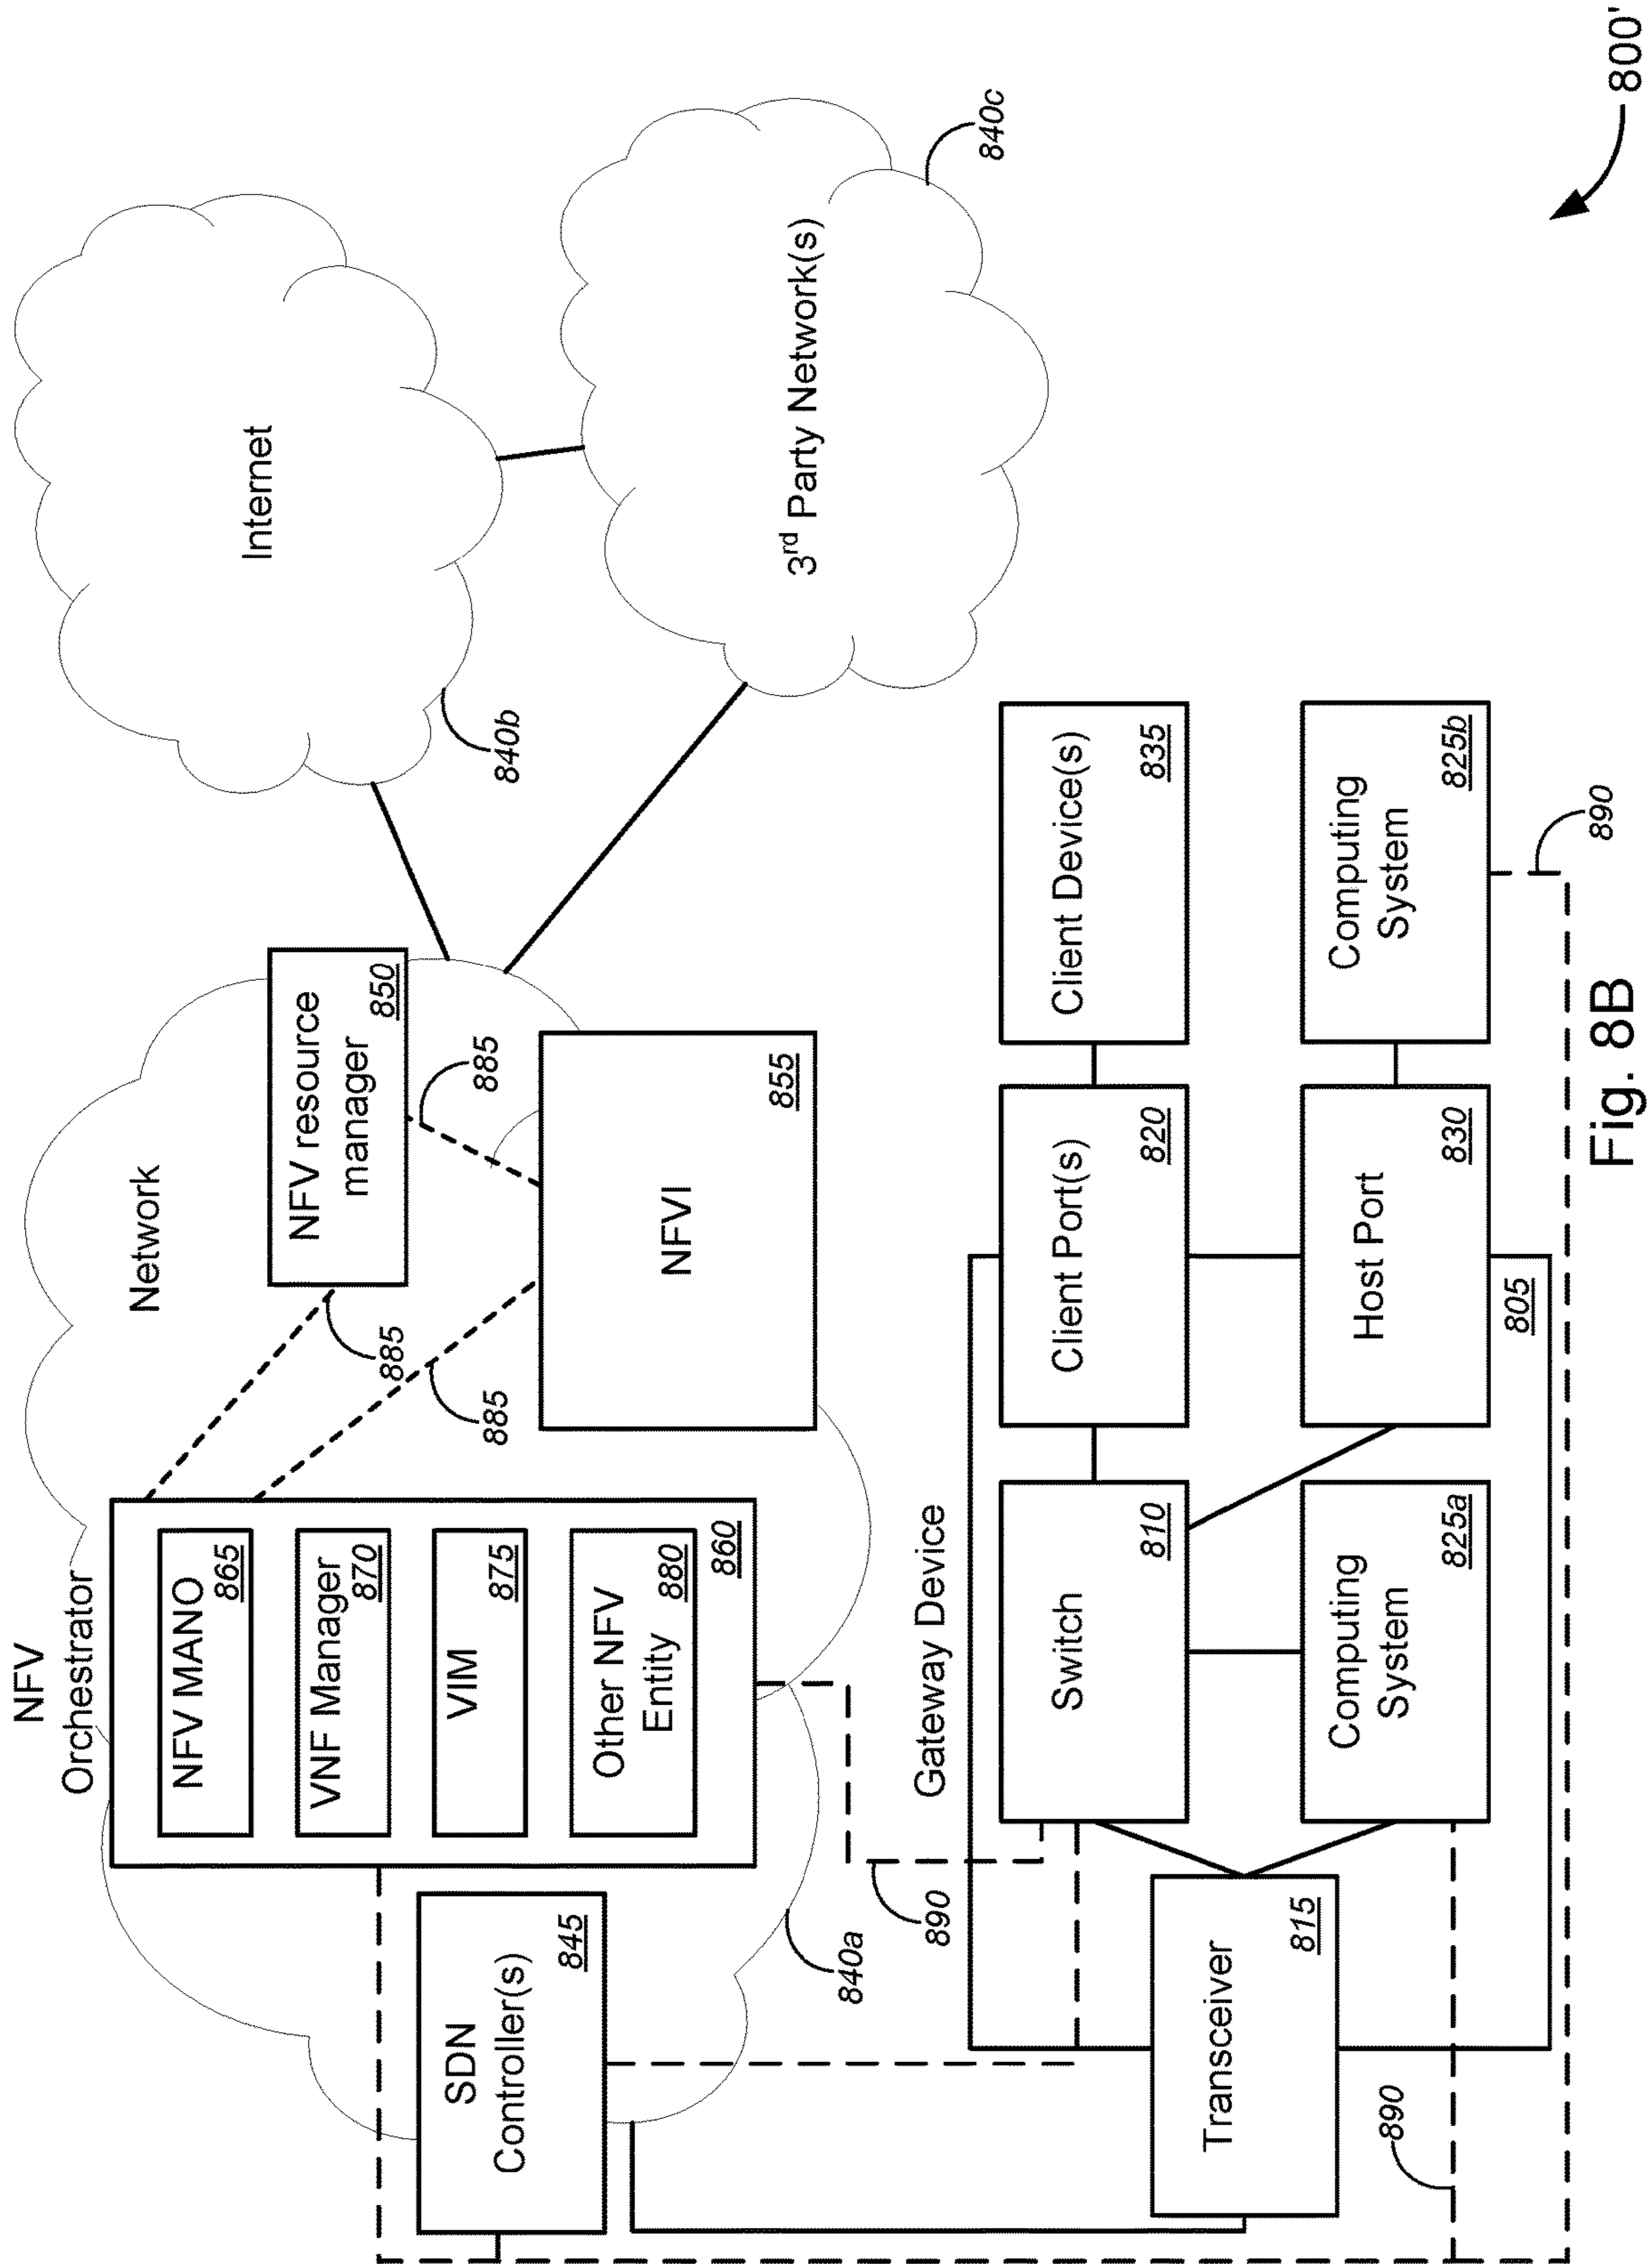 NFV
Orchestrator
NFV MANO
865
VNF Manager
870
VIM
875
Other NFV
Entity
880
860
SDN
Controller(s)
845
Network
NFV resource
manager
850
885
885
885
NFVI
855
840a
Internet
840b
3rd Party Network(s)
840c
890
Gateway Device
Transceiver
815
Switch
810
Client Port(s)
820
Client Device(s)
835
Computing
System
825a
Host Port
830
Computing
System
825b
805
890
890
Fig. 8B
800'